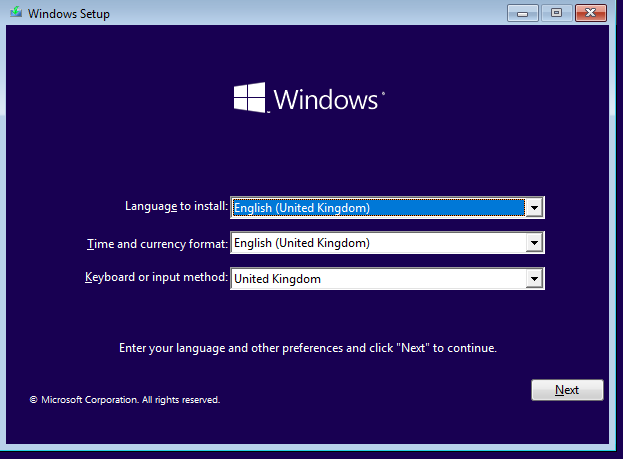 Windows Setup
Windows
Language to install: English (United Kingdom)
Time and currency format: English (United Kingdom)
Keyboard or input method: United Kingdom
Enter your language and other preferences and click "Next" to continue.
Next
© Microsoft Corporation. All rights reserved.